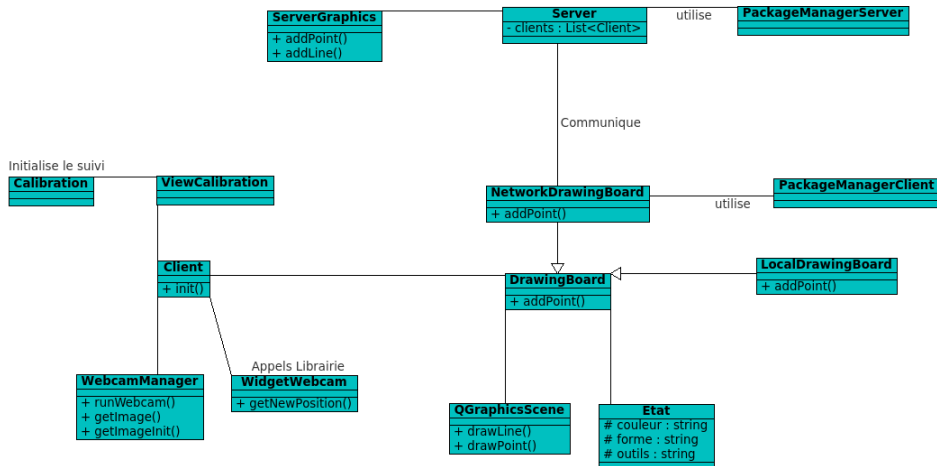 ServerGraphics
+ addPoint()
+ addLine()
Server
- clients : List<Client>
utilise
PackageManagerServer
Communique
Initialise le suivi
Calibration
ViewCalibration
NetworkDrawingBoard
+ addPoint()
utilise
PackageManagerClient
Client
+ init()
DrawingBoard
+ addPoint()
LocalDrawingBoard
+ addPoint()
Appels Librairie
WebcamManager
+ runWebcam()
+ getImage()
+ getImageInit()
WidgetWebcam
+ getNewPosition()
QGraphicsScene
+ drawLine()
+ drawPoint()
Etat
# couleur : string
# forme : string
# outils : string